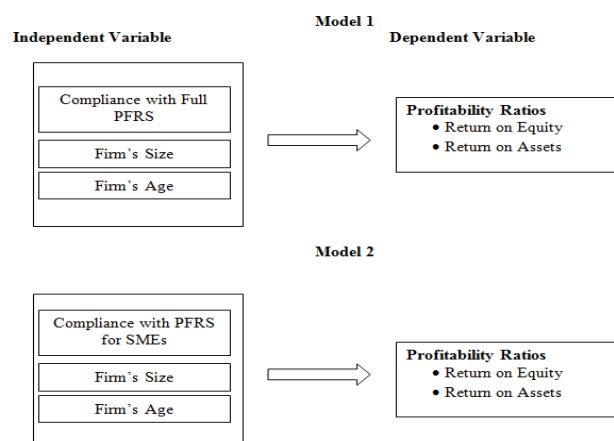 Model 1
Independent Variable
Dependent Variable
Compliance with Full
PFRS
Firm's Size
Firm's Age
Profitability Ratios
• Return on Equity
• Return on Assets
Model 2
Compliance with PFRS
for SMEs
Firm's Size
Firm's Age
Profitability Ratios
• Return on Equity
• Return on Assets